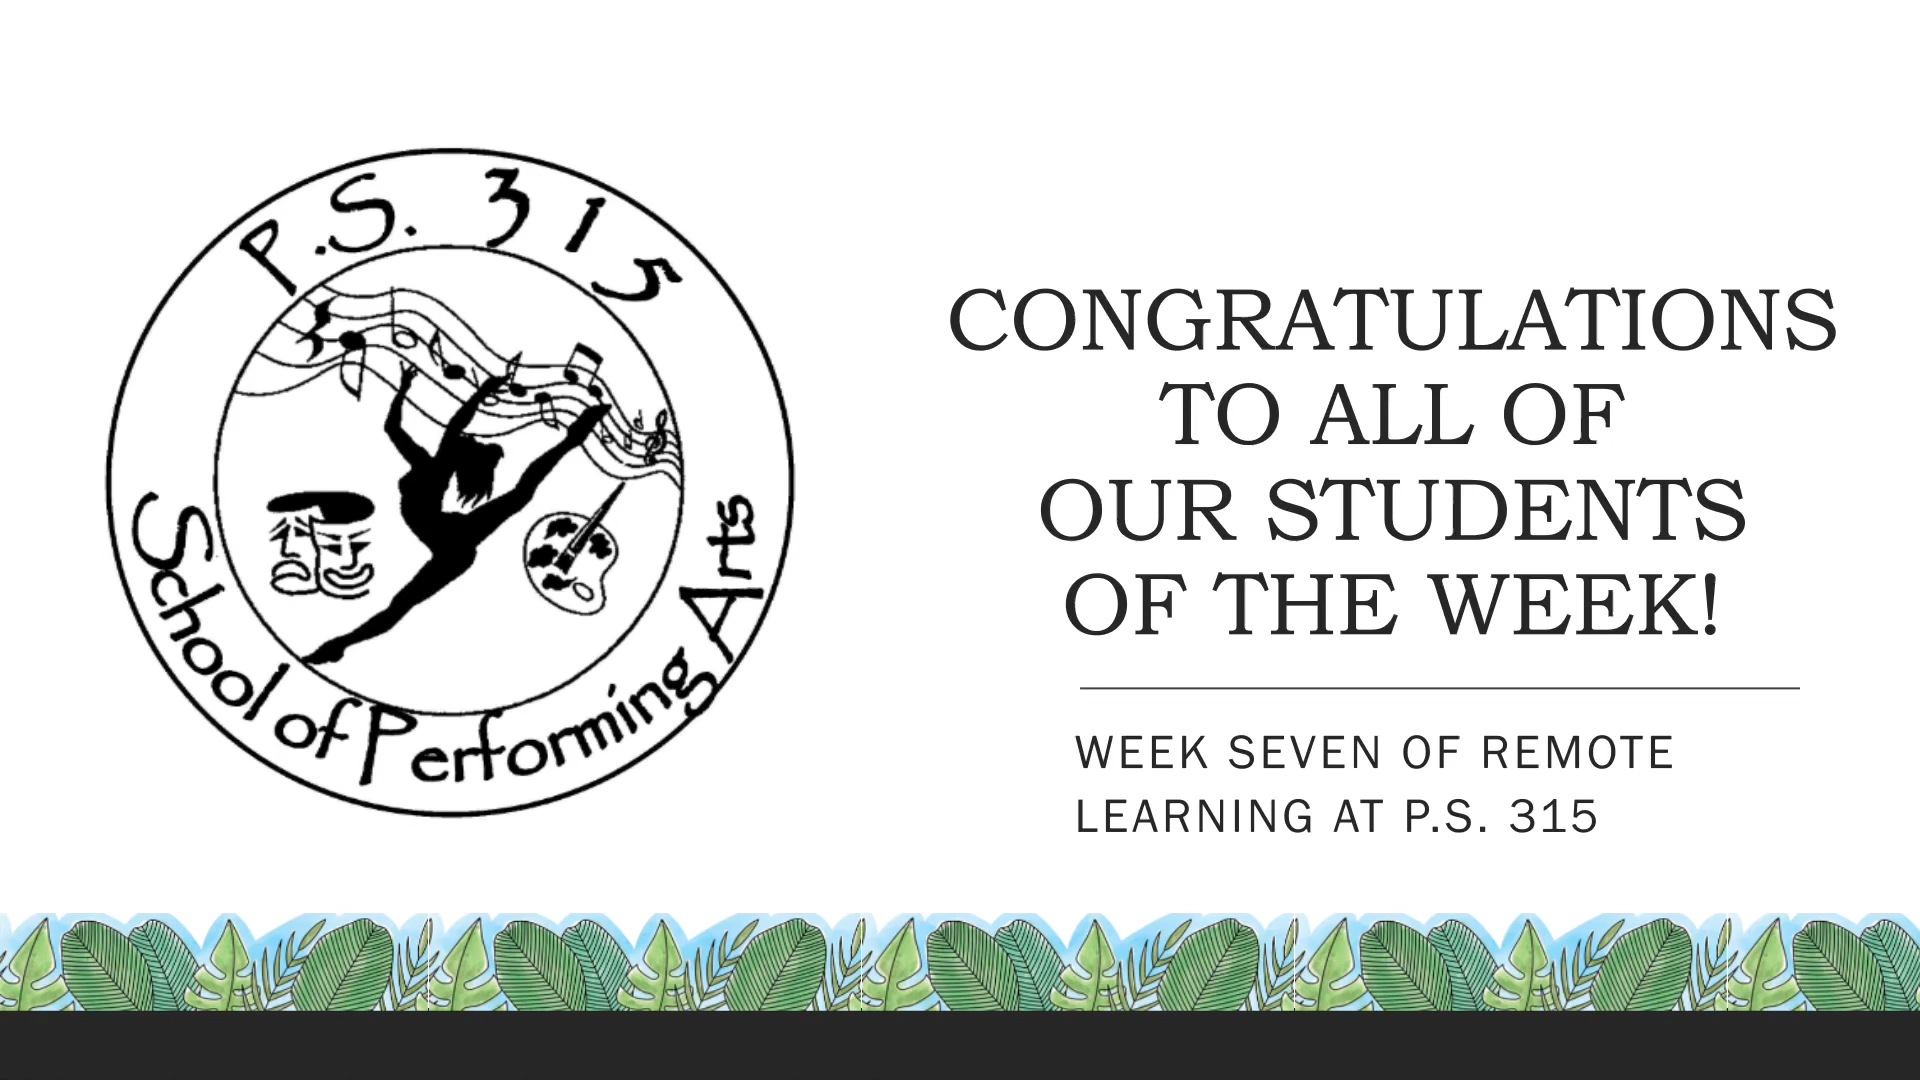 P.S. 315
School of Performing Arts
CONGRATULATIONS
TO ALL OF
OUR STUDENTS
OF THE WEEK!
WEEK SEVEN OF REMOTE
LEARNING AT P.S. 315